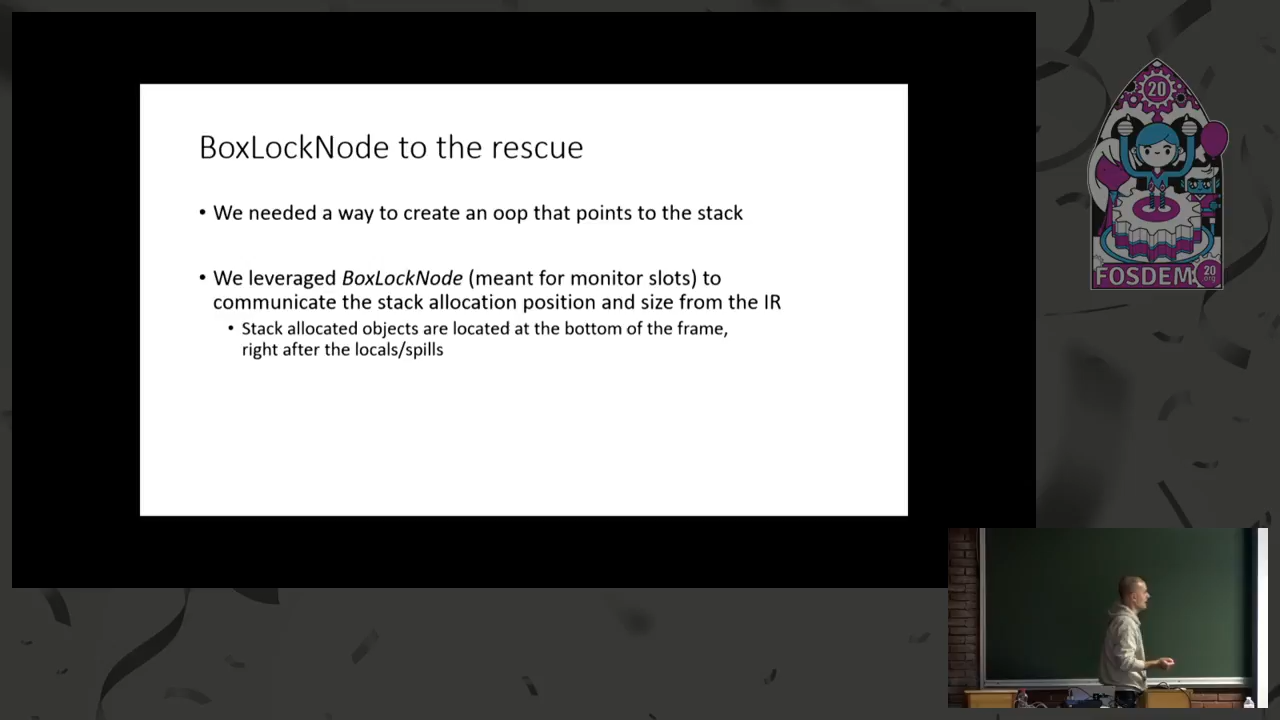 BoxLockNode to the rescue
• We needed a way to create an oop that points to the stack
• We leveraged BoxLockNode (meant for monitor slots) to
communicate the stack allocation position and size from the IR
• Stack allocated objects are located at the bottom of the frame,
right after the locals/spills
20
FOSDEM 20
.org